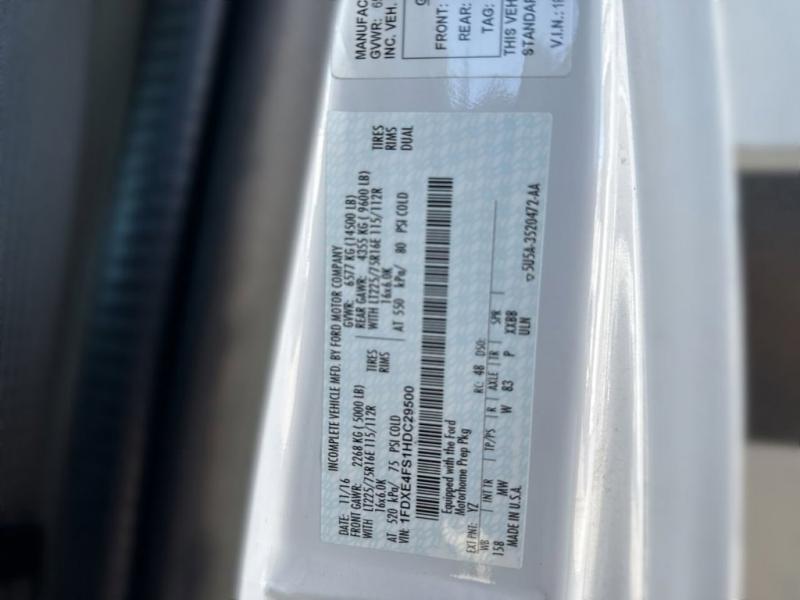 MANUFAC
GVWR: 65
INC. VEH.
FRONT:
REAR:
TAG:
THIS VEH
STANDAR
V.I.N.: 1
INCOMPLETE VEHICLE MFD. BY FORD MOTOR COMPANY
DATE: 11/16 GVWR: 6577 KG (14500 LB)
FRONT GAWR: 2268 KG ( 5000 LB) REAR GAWR: 4355 KG ( 9600 LB)
WITH LT225/75R16E 115/112R TIRES WITH LT225/75R16E 115/112R TIRES
16x6.0K RIMS 16x6.0K RIMS
AT 520 kPa/ 75 PSI COLD AT 550 kPa/ 80 PSI COLD DUAL
VIN: 1FDXE4FS1HDC29500
Equipped with the Ford
Motorhome Prep Pkg
EXT PNT: YZ RC: 48 DSO:
WB INT TR TP/PS R AXLE TR SPR
158 MW W 83 P XXBB
MADE IN U.S.A. ULN
5U5A-3520472-AA